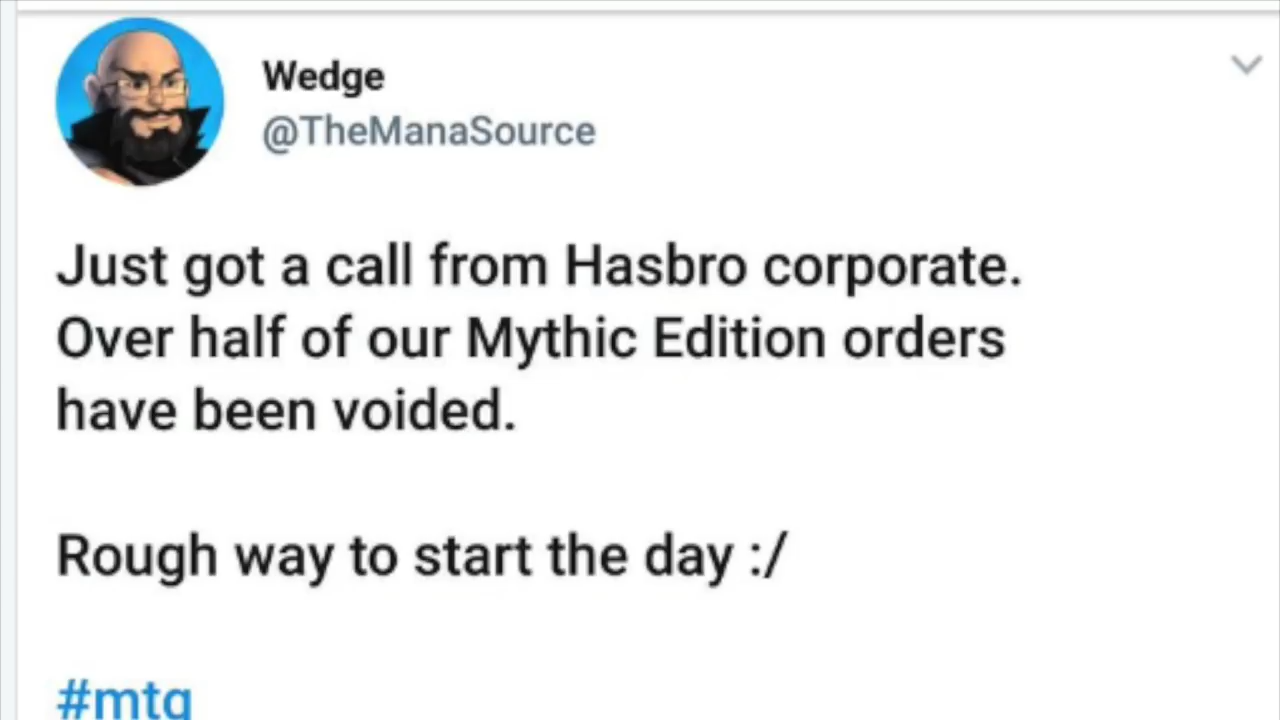 Wedge
@TheManaSource
Just got a call from Hasbro corporate.
Over half of our Mythic Edition orders
have been voided.
Rough way to start the day :/
#mtg